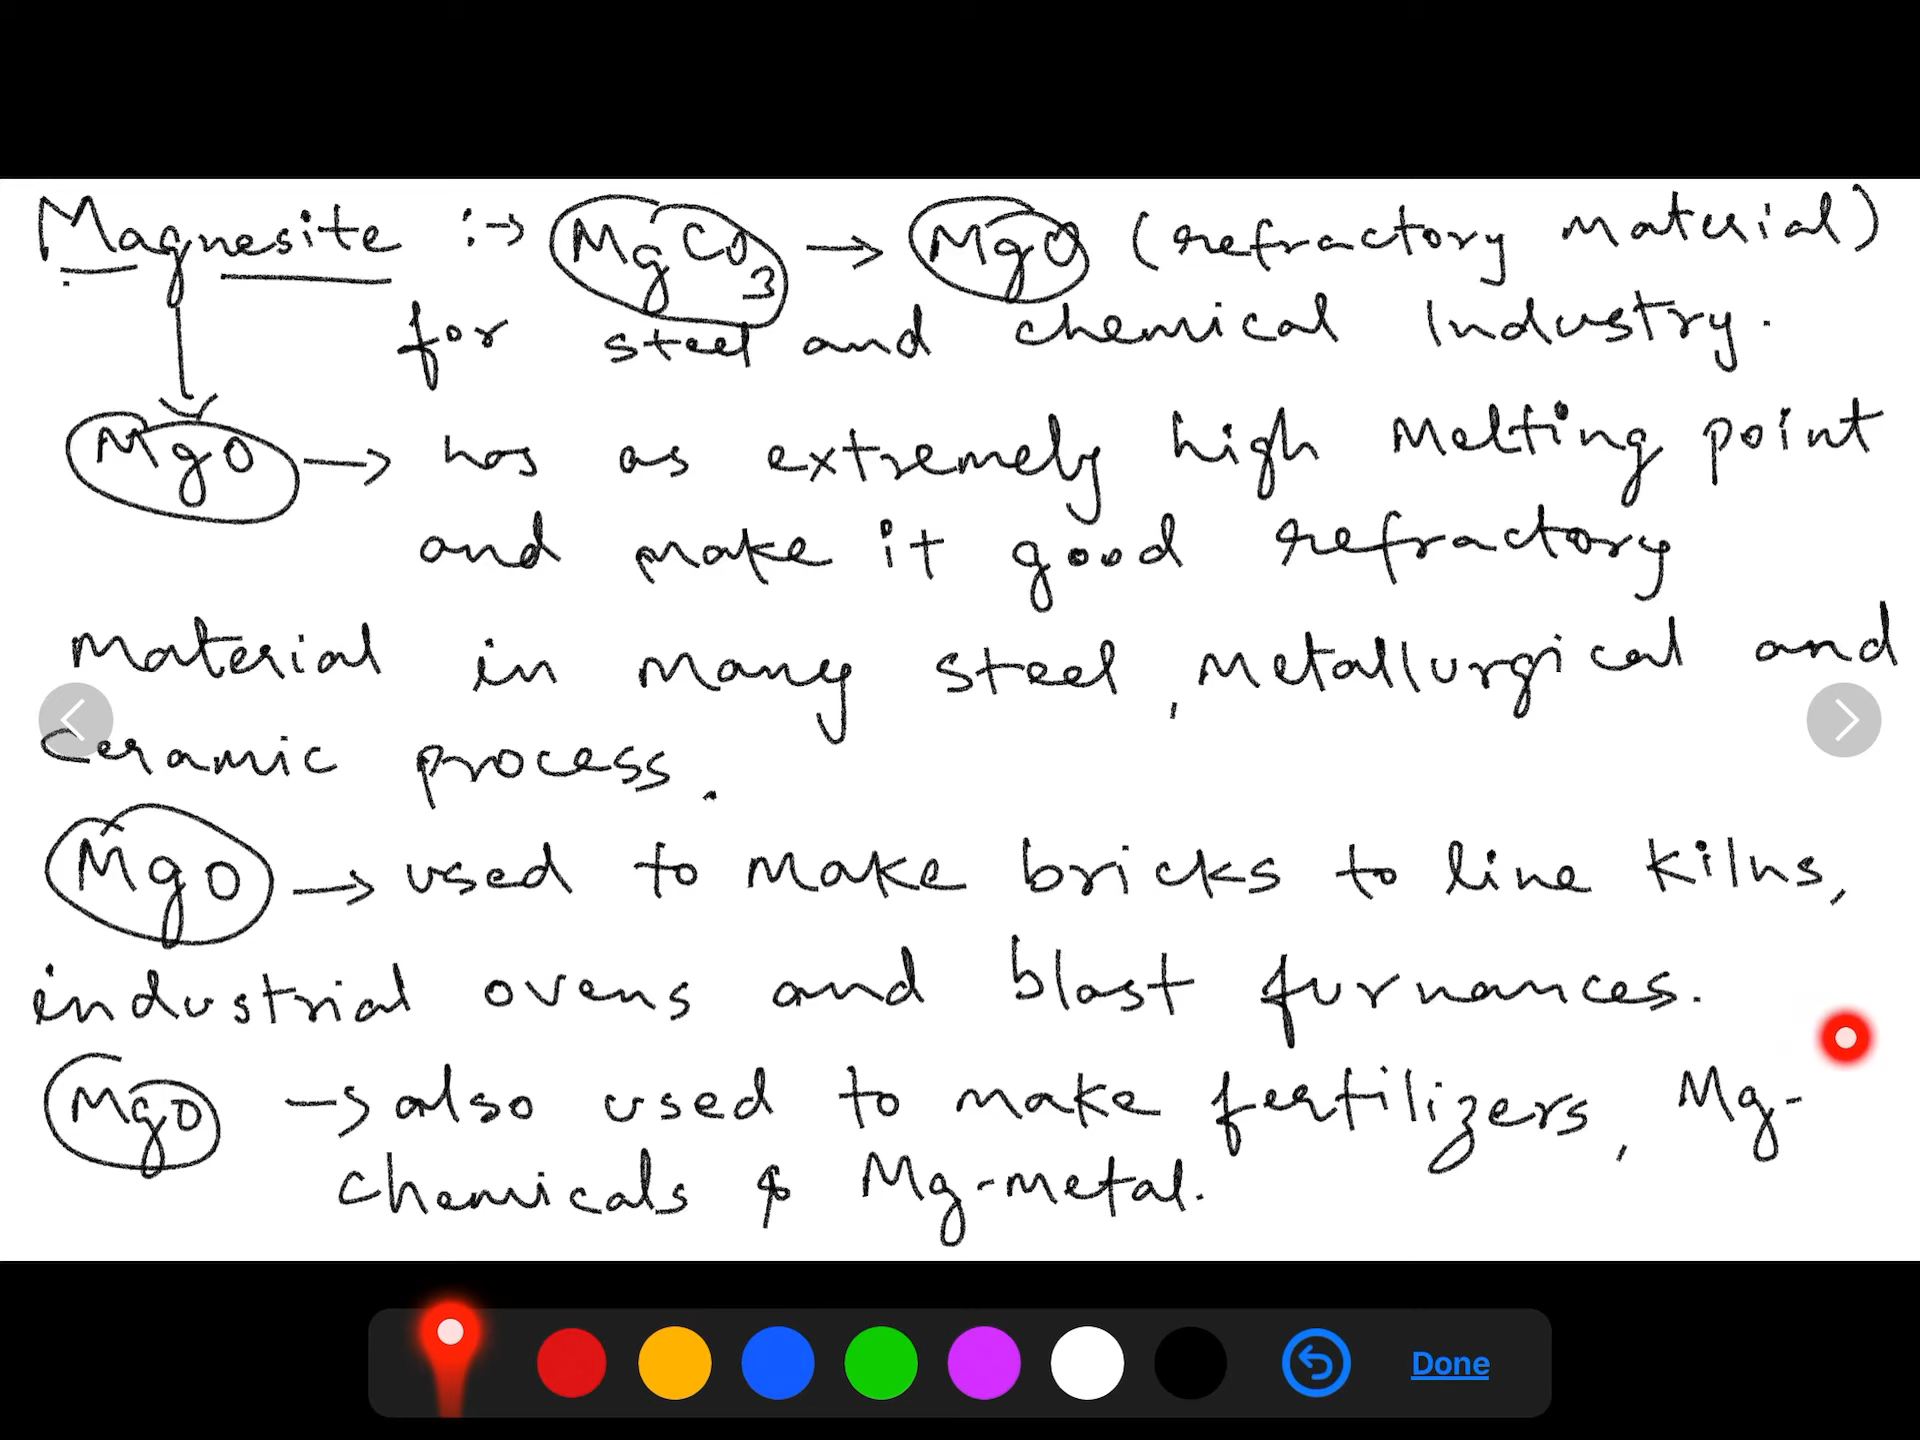 Magnesite :→ MgCO3 → MgO (refractory material)
for steel and chemical Industry.
MgO → has as extremely high Melting point
and make it good refractory
material in many steel, Metallurgical and
ceramic process.
MgO → used to make bricks to line kilns,
industrial ovens and blast furnances.
MgO → also used to make fertilizers, Mg-
chemicals & Mg-metal.
Done